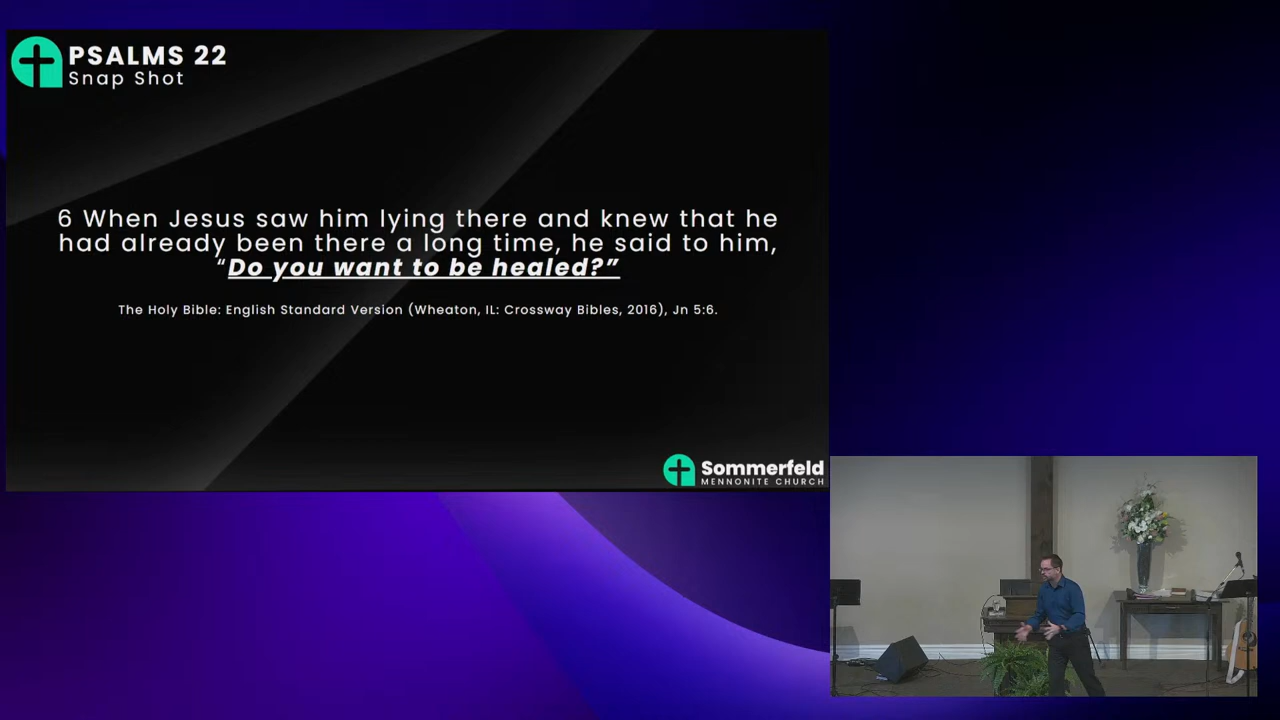 PSALMS 22
Snap Shot
6 When Jesus saw him lying there and knew that he
had already been there a long time, he said to him,
“Do you want to be healed?”
The Holy Bible: English Standard Version (Wheaton, IL: Crossway Bibles, 2016), Jn 5:6.
Sommerfeld
MENNONITE CHURCH